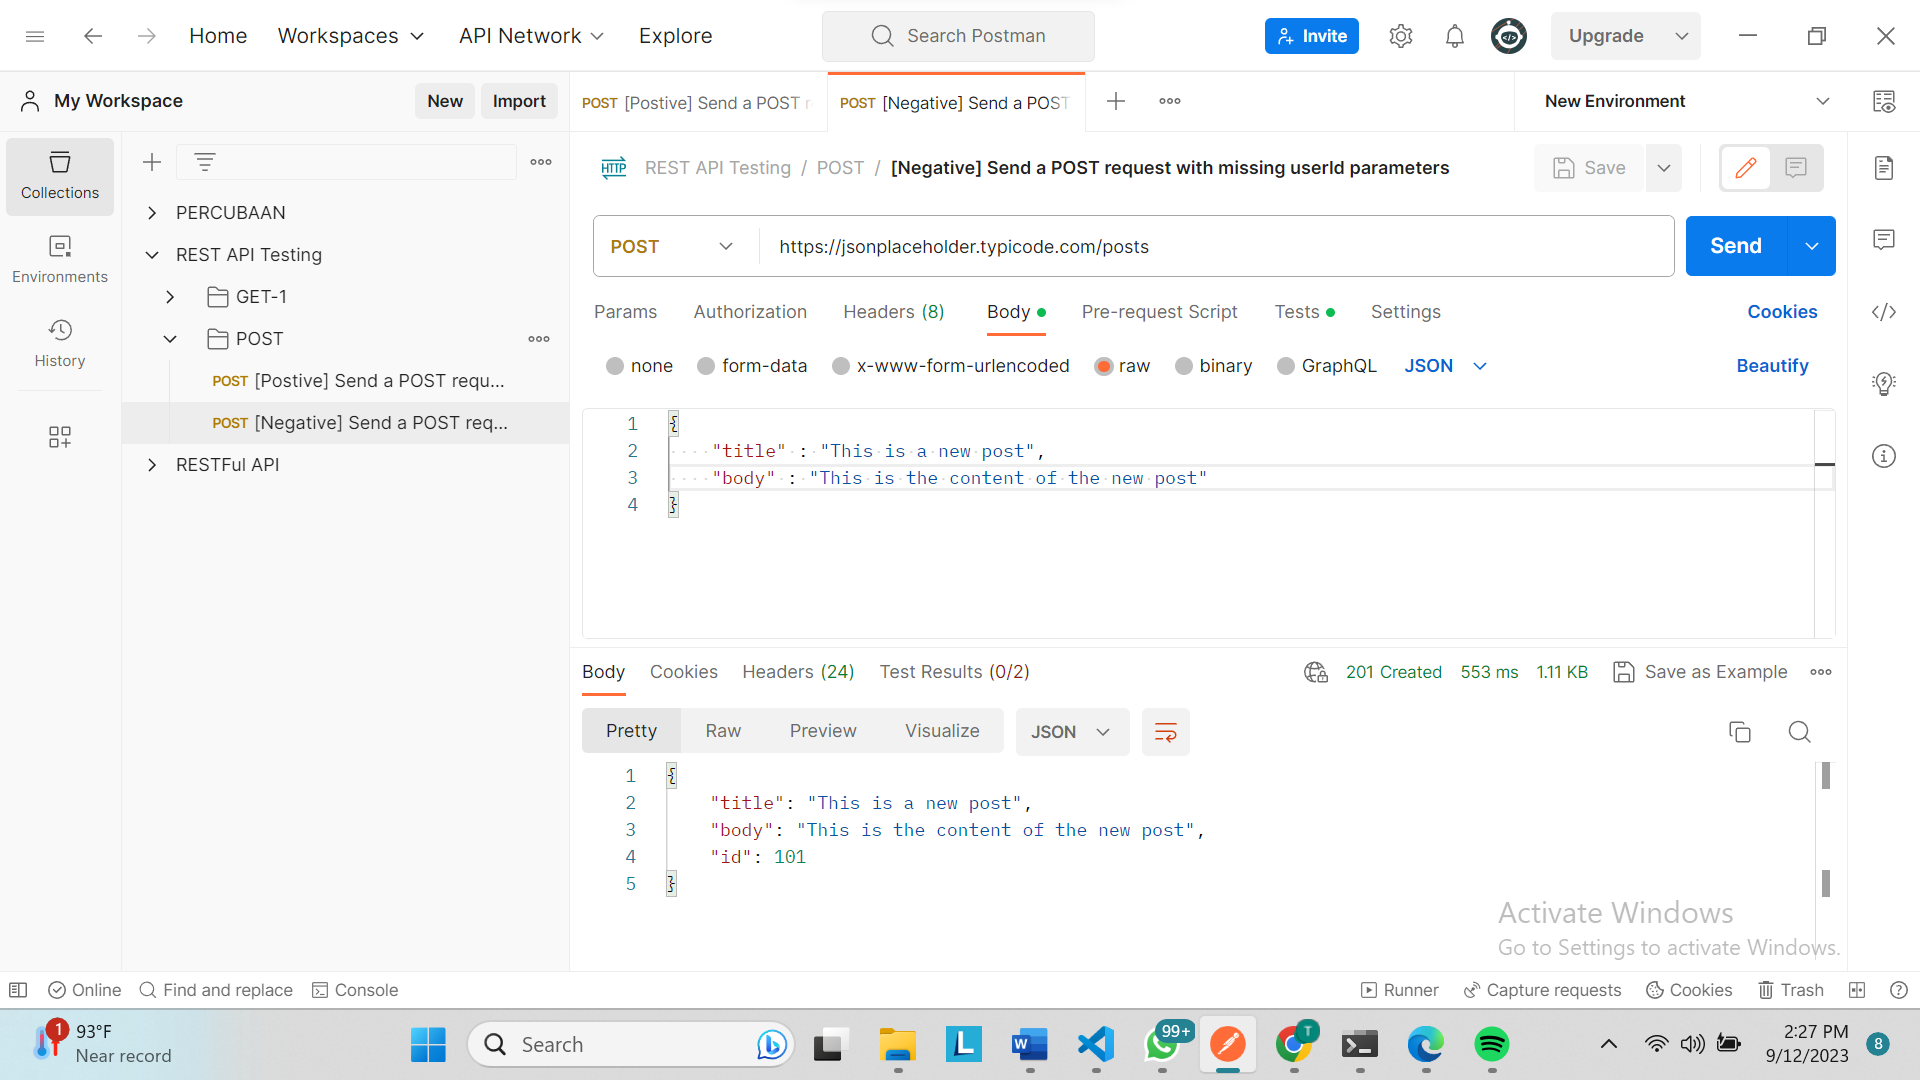 Home Workspaces API Network Explore Search Postman Invite Upgrade
My Workspace New Import POST [Postive] Send a POST r POST [Negative] Send a POST New Environment
Collections
Environments
History
PERCUBAAN
REST API Testing
GET-1
POST
POST [Postive] Send a POST requ...
POST [Negative] Send a POST req...
RESTFul API
HTTP REST API Testing / POST / [Negative] Send a POST request with missing userId parameters Save
POST https://jsonplaceholder.typicode.com/posts Send
Params Authorization Headers (8) Body Pre-request Script Tests Settings Cookies
none form-data x-www-form-urlencoded raw binary GraphQL JSON Beautify
1 {
2 "title" : "This is a new post",
3 "body" : "This is the content of the new post"
4 }
Body Cookies Headers (24) Test Results (0/2) 201 Created 553 ms 1.11 KB Save as Example
Pretty Raw Preview Visualize JSON
1 {
2 "title": "This is a new post",
3 "body": "This is the content of the new post",
4 "id": 101
5 }
Activate Windows
Go to Settings to activate Windows.
Online Find and replace Console Runner Capture requests Cookies Trash
1 93°F
Near record
Search
L
W
99+
T
2:27 PM
9/12/2023
8